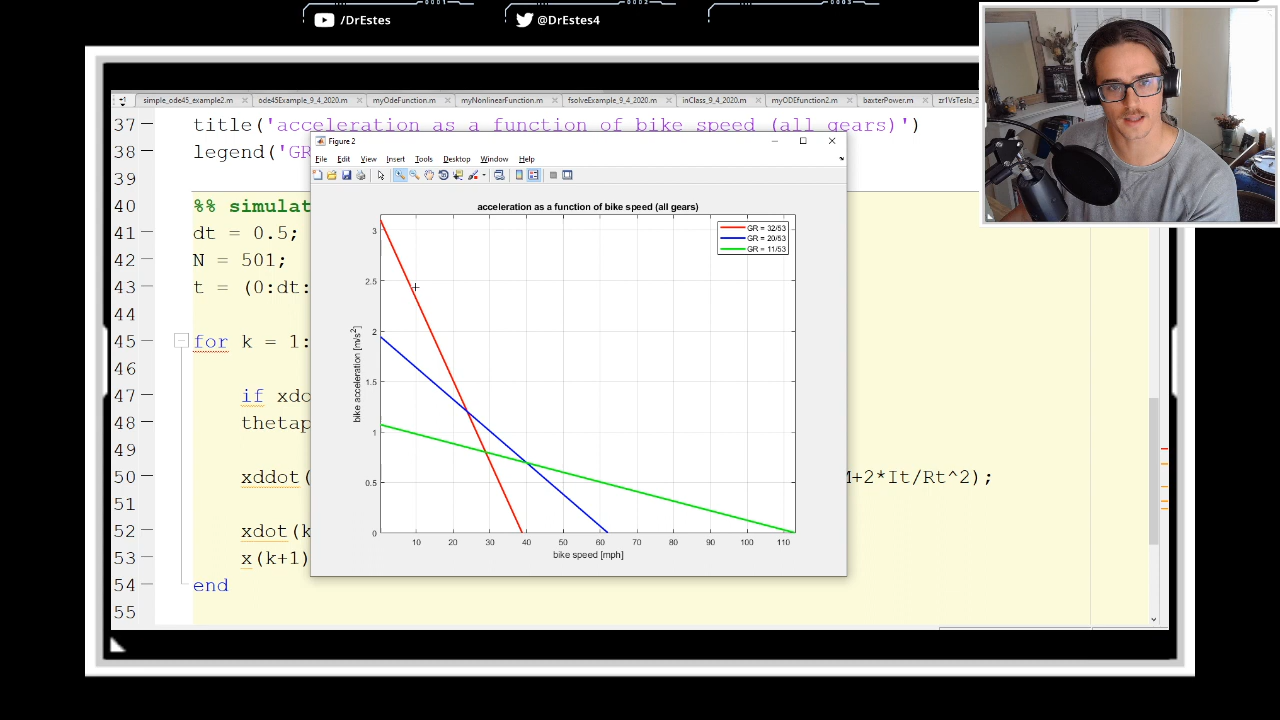 0001
0002
0003
/DrEstes
@DrEstes4
simple_ode45_example2.m
ode45Example_9_4_2020.m
myOdeFunction.m
myNonlinearFunction.m
fsolveExample_9_4_2020.m
inClass_9_4_2020.m
myODEfunction2.m
baxterPower.m
zr1VsTesla_2
37 title('acceleration as a function of bike speed (all gears)')
38 legend('GR
39
40 %% simulat
41 dt = 0.5;
42 N = 501;
43 t = (0:dt:
44
45 for k = 1:
46
47 if xdo
48 thetap
49
50 xddot( M+2*It/Rt^2);
51
52 xdot(k
53 x(k+1)
54 end
55
Figure 2
File Edit View Insert Tools Desktop Window Help
acceleration as a function of bike speed (all gears)
GR = 32/53
GR = 20/53
GR = 11/53
3
2.5
2
1.5
1
0.5
0
bike acceleration [m/s^2]
10 20 30 40 50 60 70 80 90 100 110
bike speed [mph]